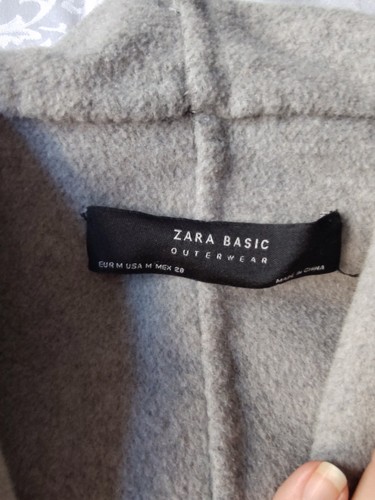 ZARA BASIC
OUTERWEAR
EUR M USA M MEX 28
MADE IN CHINA